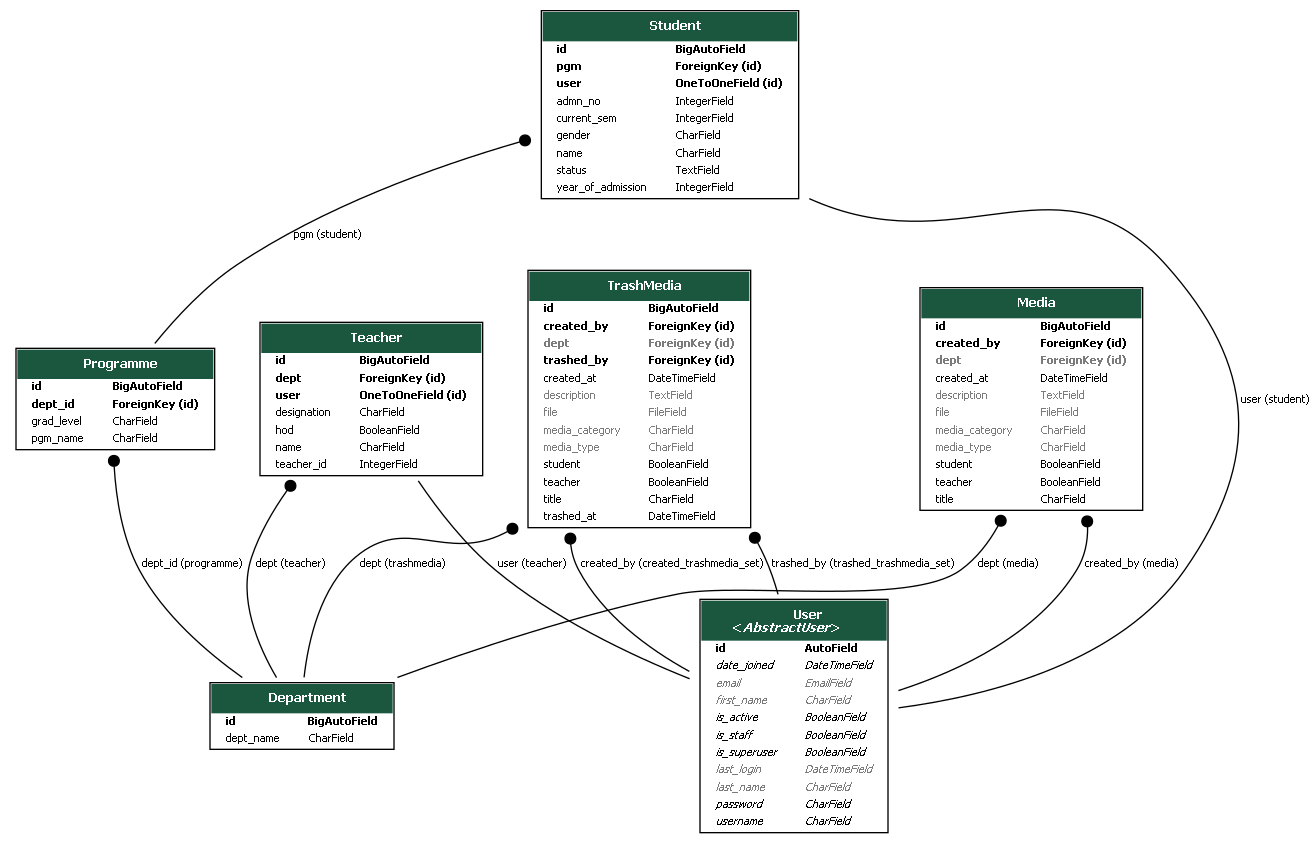 Student
id BigAutoField
pgm ForeignKey (id)
user OneToOneField (id)
admn_no IntegerField
current_sem IntegerField
gender CharField
name CharField
status TextField
year_of_admission IntegerField
pgm (student)
user (student)
Programme
id BigAutoField
dept_id ForeignKey (id)
grad_level CharField
pgm_name CharField
Teacher
id BigAutoField
dept ForeignKey (id)
user OneToOneField (id)
designation CharField
hod BooleanField
name CharField
teacher_id IntegerField
TrashMedia
id BigAutoField
created_by ForeignKey (id)
dept ForeignKey (id)
trashed_by ForeignKey (id)
created_at DateTimeField
description TextField
file FileField
media_category CharField
media_type CharField
student BooleanField
teacher BooleanField
title CharField
trashed_at DateTimeField
Media
id BigAutoField
created_by ForeignKey (id)
dept ForeignKey (id)
created_at DateTimeField
description TextField
file FileField
media_category CharField
media_type CharField
student BooleanField
teacher BooleanField
title CharField
dept_id (programme)
dept (teacher)
dept (trashmedia)
user (teacher)
created_by (created_trashmedia_set)
trashed_by (trashed_trashmedia_set)
dept (media)
created_by (media)
Department
id BigAutoField
dept_name CharField
User
<AbstractUser>
id AutoField
date_joined DateTimeField
email EmailField
first_name CharField
is_active BooleanField
is_staff BooleanField
is_superuser BooleanField
last_login DateTimeField
last_name CharField
password CharField
username CharField